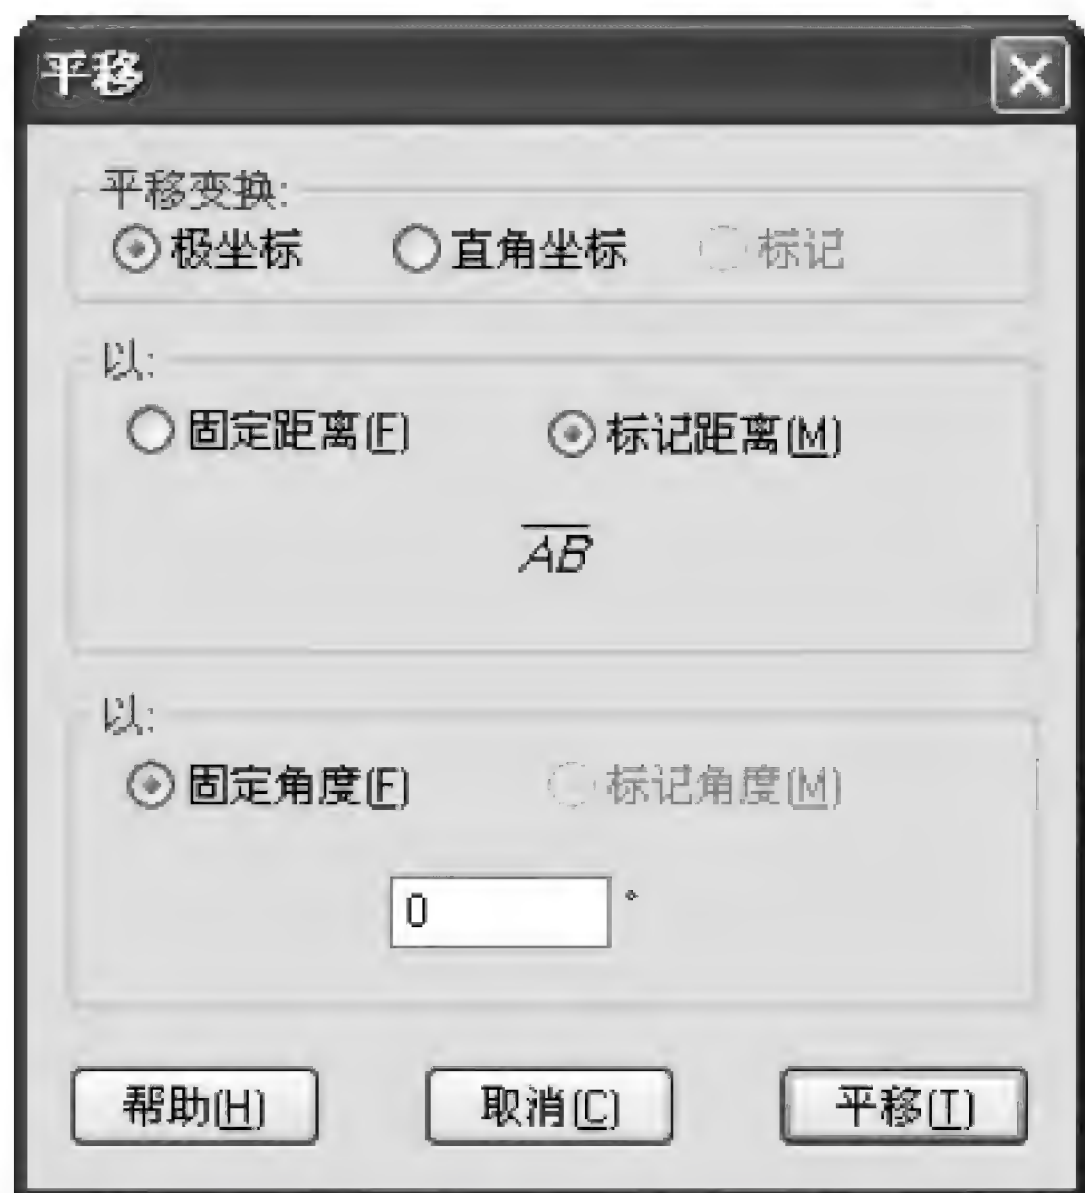 平移
平移变换:
极坐标 直角坐标 标记
以:
固定距离(F) 标记距离(M)
AB
以:
固定角度(F) 标记角度(M)
0 °
帮助(H) 取消(C) 平移(T)